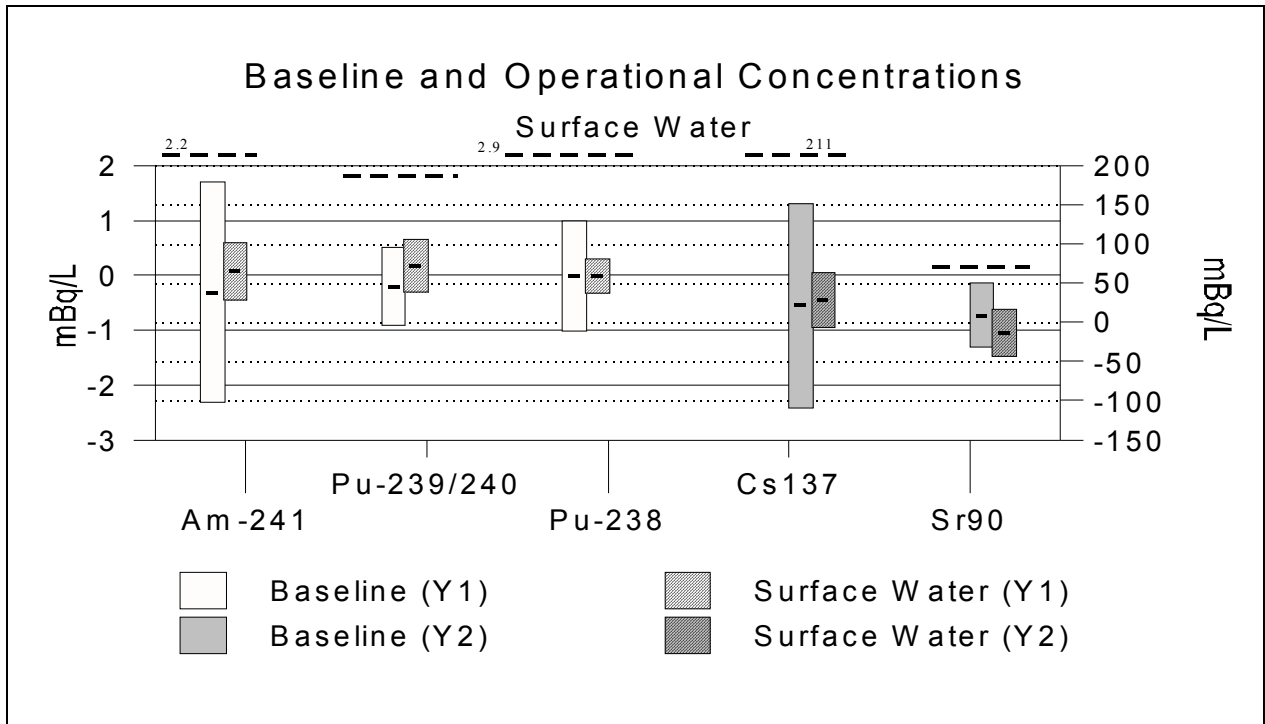 Baseline and Operational Concentrations
Surface Water
2.2
2.9
211
2
1
0
-1
-2
-3
mBq/L
200
150
100
50
0
-50
-100
-150
mBq/L
Pu-239/240
Cs137
Am-241
Pu-238
Sr90
Baseline (Y1)
Surface Water (Y1)
Baseline (Y2)
Surface Water (Y2)